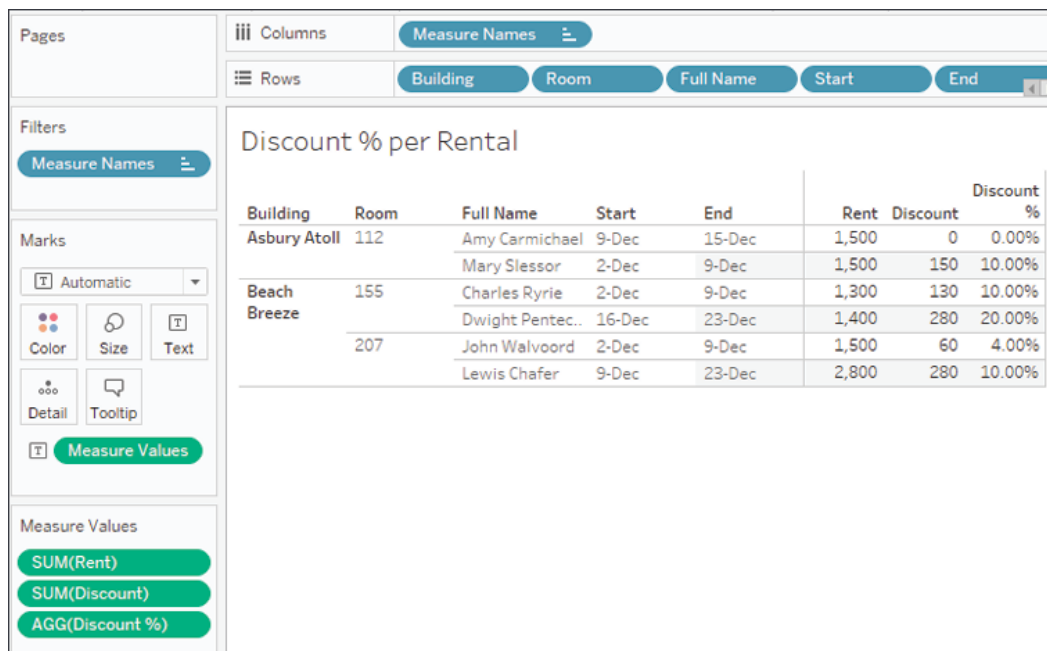 Pages
Columns
Measure Names
Rows
Building Room Full Name Start End
Filters
Measure Names
Marks
Automatic
Color Size Text
Detail Tooltip
Measure Values
Measure Values
SUM(Rent)
SUM(Discount)
AGG(Discount %)
Discount % per Rental
Building Room Full Name Start End Rent Discount Discount %
Asbury Atoll 112 Amy Carmichael 9-Dec 15-Dec 1,500 0 0.00%
Mary Slessor 2-Dec 9-Dec 1,500 150 10.00%
Beach Breeze 155 Charles Ryrie 2-Dec 9-Dec 1,300 130 10.00%
Dwight Pentec.. 16-Dec 23-Dec 1,400 280 20.00%
207 John Walvoord 2-Dec 9-Dec 1,500 60 4.00%
Lewis Chafer 9-Dec 23-Dec 2,800 280 10.00%